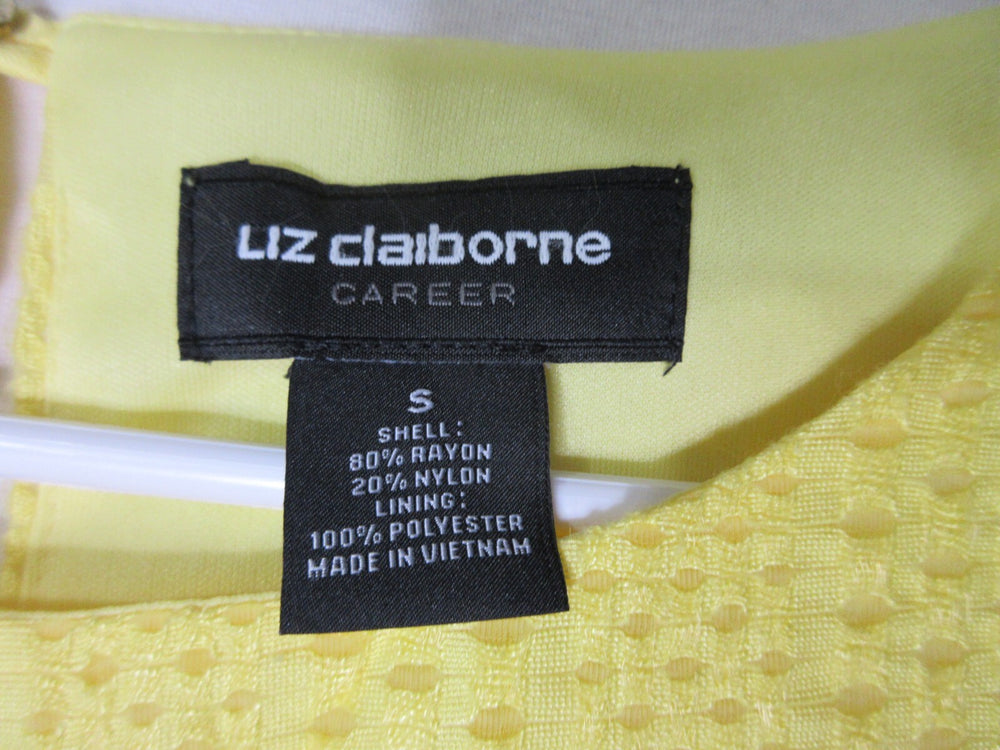 Liz claiborne
CAREER
S
SHELL:
80% RAYON
20% NYLON
LINING:
100% POLYESTER
MADE IN VIETNAM